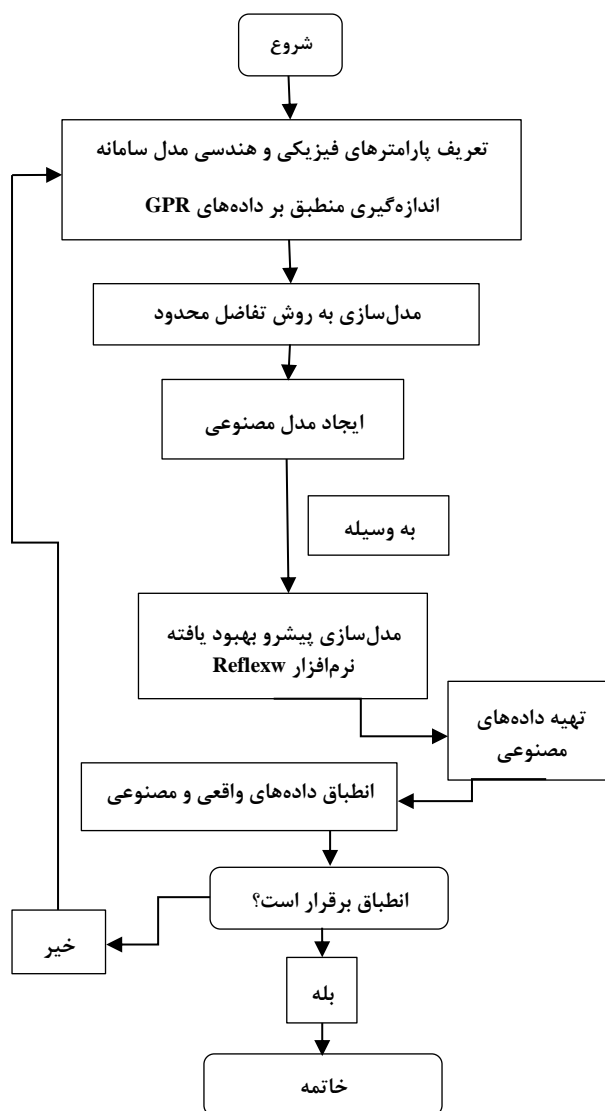 شروع
تعریف پارامترهای فیزیکی و هندسی مدل سامانه
اندازه‌گیری منطبق بر داده‌های GPR
مدل‌سازی به روش تفاضل محدود
ایجاد مدل مصنوعی
به وسیله
مدل‌سازی پیشرو بهبود یافته
نرم‌افزار Reflexw
تهیه داده‌های
مصنوعی
انطباق داده‌های واقعی و مصنوعی
انطباق برقرار است؟
خیر
بله
خاتمه